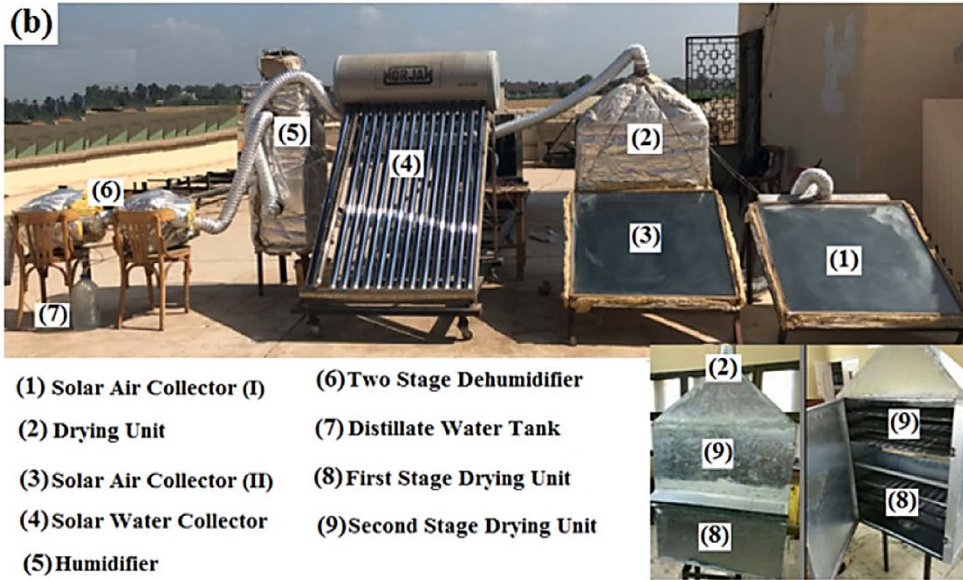 (b)
ORJA
(5)
(2)
(4)
(6)
(3)
(1)
(7)
(1) Solar Air Collector (I)
(2) Drying Unit
(3) Solar Air Collector (II)
(4) Solar Water Collector
(5) Humidifier
(6) Two Stage Dehumidifier
(7) Distillate Water Tank
(8) First Stage Drying Unit
(9) Second Stage Drying Unit
(2)
(9)
(8)
(9)
(8)